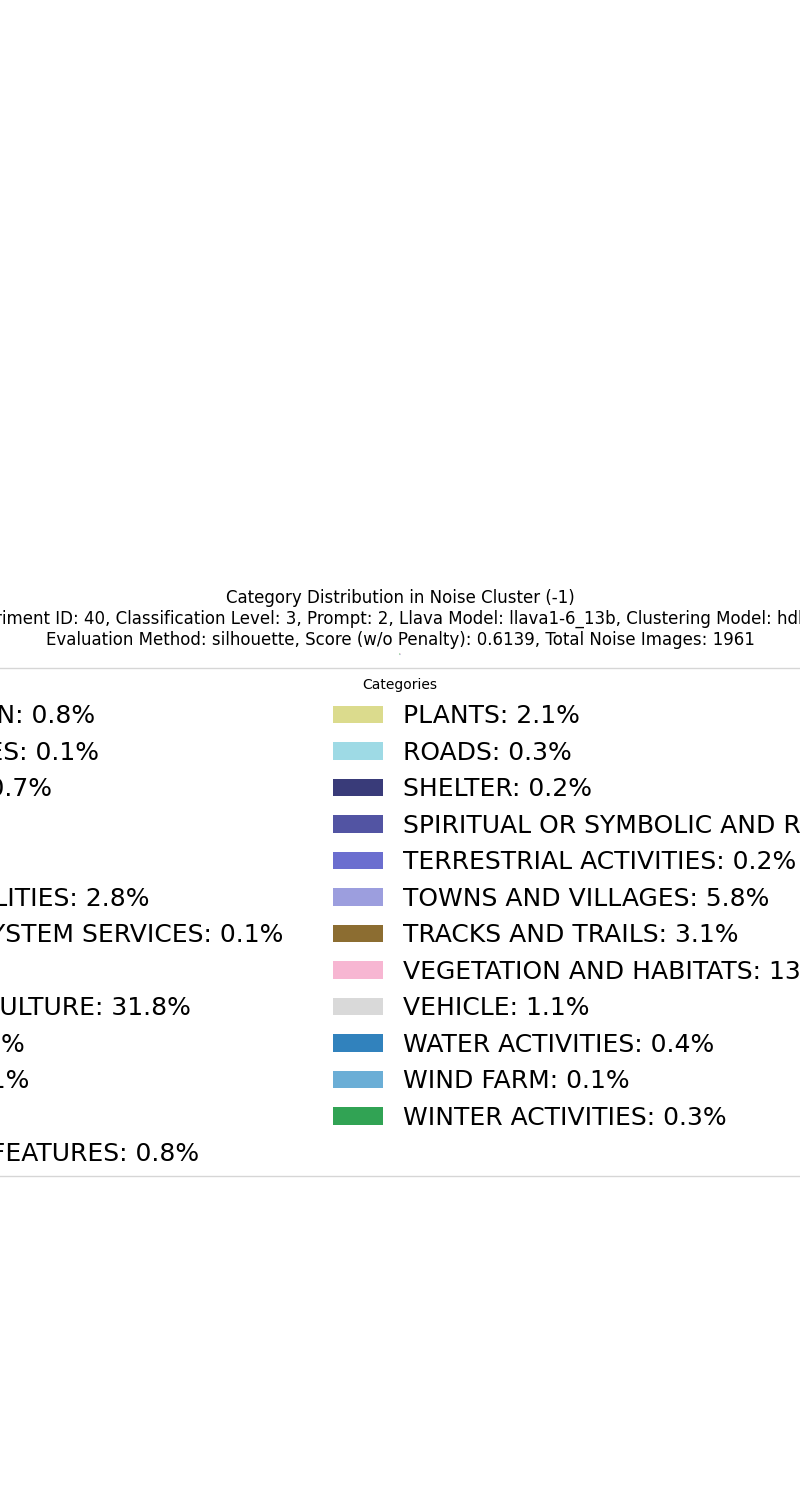 Category Distribution in Noise Cluster (-1)
riment ID: 40, Classification Level: 3, Prompt: 2, Llava Model: llava1-6_13b, Clustering Model: hdl
Evaluation Method: silhouette, Score (w/o Penalty): 0.6139, Total Noise Images: 1961
Categories
N: 0.8%
ES: 0.1%
0.7%
LITIES: 2.8%
YSTEM SERVICES: 0.1%
ULTURE: 31.8%
%
1%
FEATURES: 0.8%
PLANTS: 2.1%
ROADS: 0.3%
SHELTER: 0.2%
SPIRITUAL OR SYMBOLIC AND R
TERRESTRIAL ACTIVITIES: 0.2%
TOWNS AND VILLAGES: 5.8%
TRACKS AND TRAILS: 3.1%
VEGETATION AND HABITATS: 13
VEHICLE: 1.1%
WATER ACTIVITIES: 0.4%
WIND FARM: 0.1%
WINTER ACTIVITIES: 0.3%